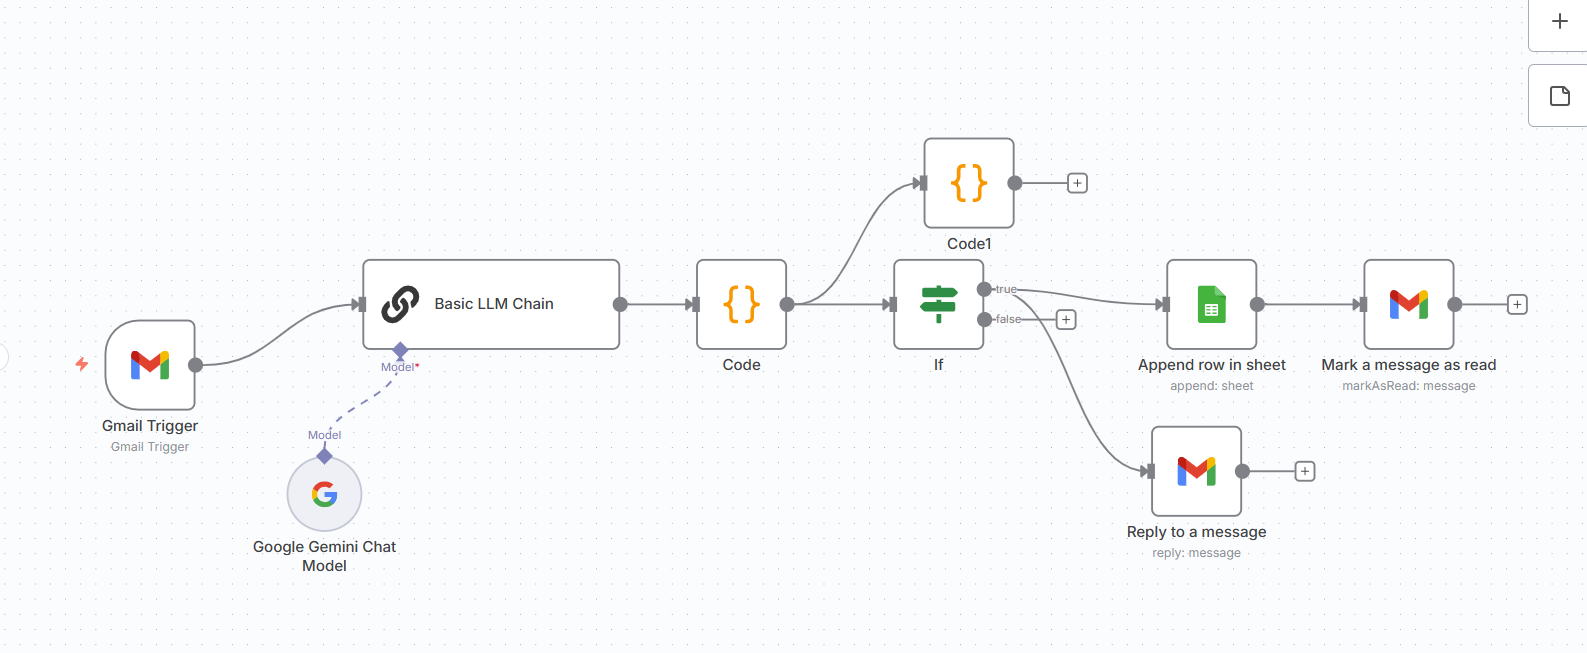 Gmail Trigger
Gmail Trigger
Model
Google Gemini Chat
Model
Basic LLM Chain
Model*
Code
Code1
If
true
false
Append row in sheet
append: sheet
Mark a message as read
markAsRead: message
Reply to a message
reply: message